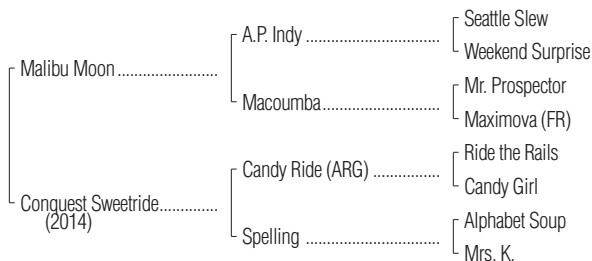 Seattle Slew
A.P. Indy ..............................
Weekend Surprise
Malibu Moon ......................
Mr. Prospector
Macoumba..........................
Maximova (FR)
Ride the Rails
Candy Ride (ARG) ................
Candy Girl
Conquest Sweetride.............
(2014)
Alphabet Soup
Spelling ..............................
Mrs. K.